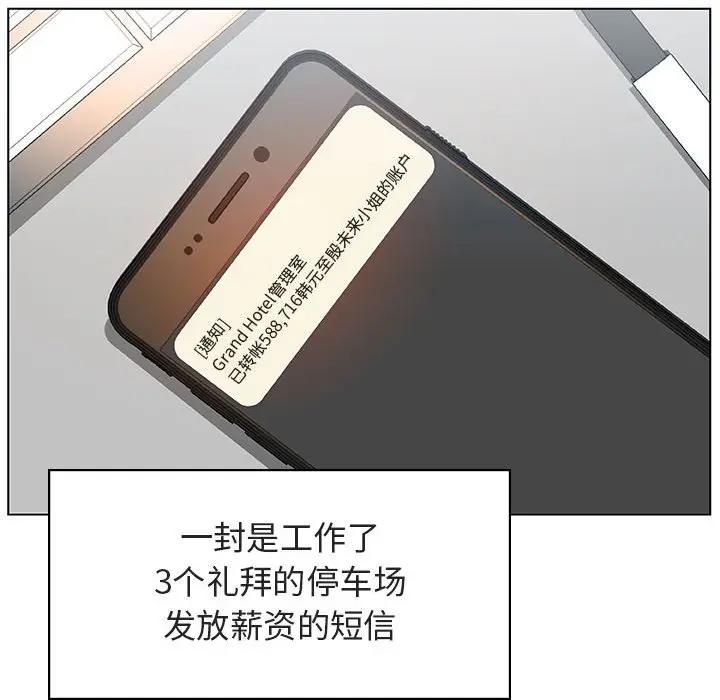 [通知]
Grand Hotel管理室
已转帐588,716韩元至殷未来小姐的账户
一封是工作了
3个礼拜的停车场
发放薪资的短信